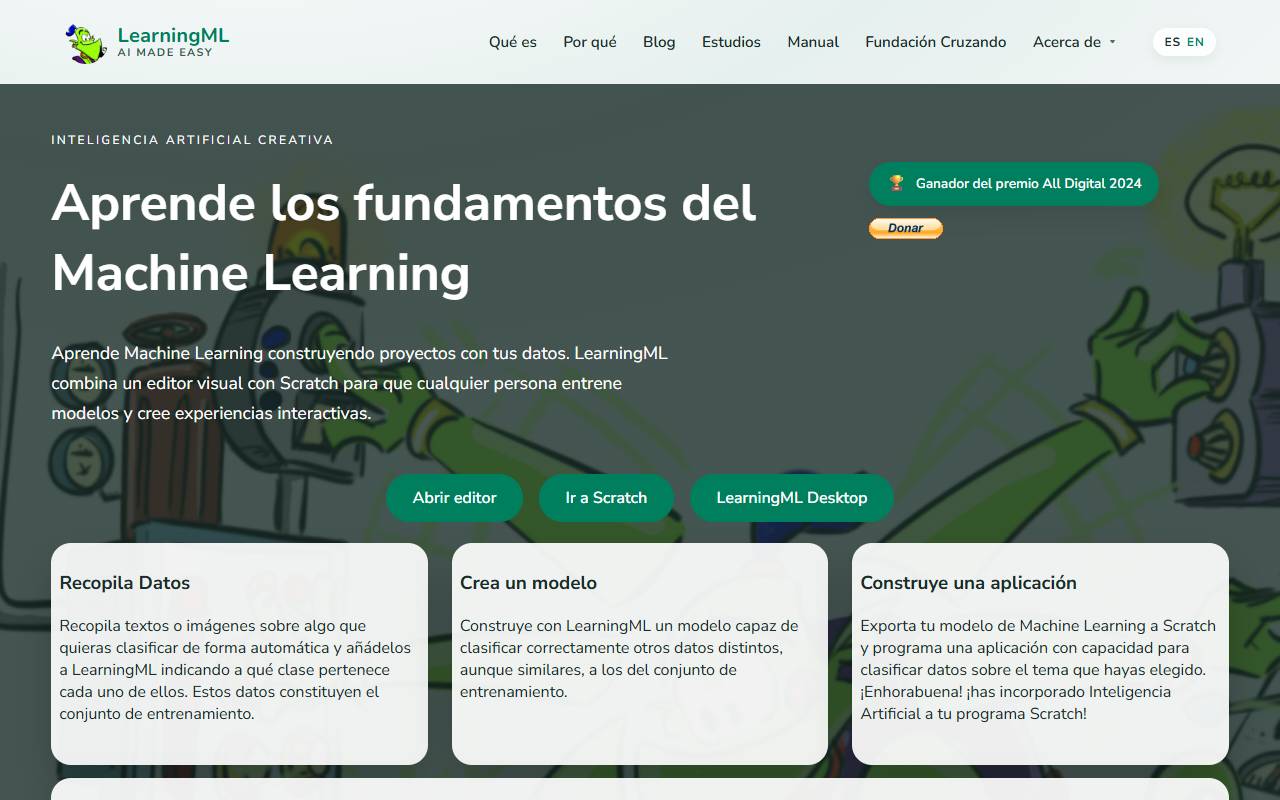 LearningML
AI MADE EASY
Qué es
Por qué
Blog
Estudios
Manual
Fundación Cruzando
Acerca de
ES EN
INTELIGENCIA ARTIFICIAL CREATIVA
Aprende los fundamentos del
Machine Learning
Ganador del premio All Digital 2024
Donar
Aprende Machine Learning construyendo proyectos con tus datos. LearningML
combina un editor visual con Scratch para que cualquier persona entrene
modelos y cree experiencias interactivas.
Abrir editor
Ir a Scratch
LearningML Desktop
Recopila Datos
Recopila textos o imágenes sobre algo que
quieras clasificar de forma automática y añádelos
a LearningML indicando a qué clase pertenece
cada uno de ellos. Estos datos constituyen el
conjunto de entrenamiento.
Crea un modelo
Construye con LearningML un modelo capaz de
clasificar correctamente otros datos distintos,
aunque similares, a los del conjunto de
entrenamiento.
Construye una aplicación
Exporta tu modelo de Machine Learning a Scratch
y programa una aplicación con capacidad para
clasificar datos sobre el tema que hayas elegido.
¡Enhorabuena! ¡has incorporado Inteligencia
Artificial a tu programa Scratch!